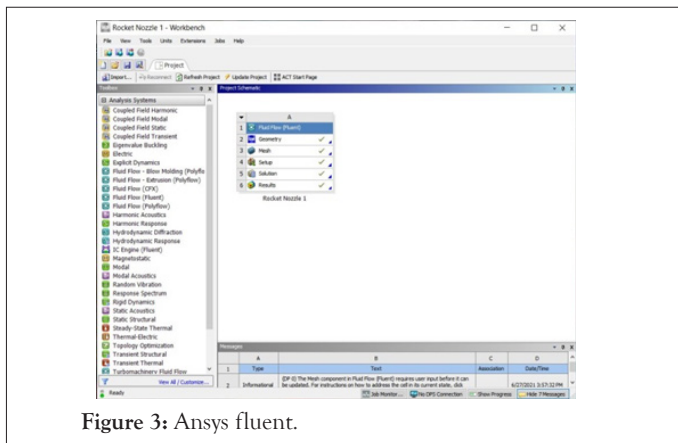 Rocket Nozzle 1 - Workbench
File View Tools Units Extensions Jobs Help
Project
Import... Reconnect Refresh Project Update Project ACT Start Page
Toolbox
Project Schematic
Analysis Systems
Coupled Field Harmonic
Coupled Field Modal
Coupled Field Static
Coupled Field Transient
Eigenvalue Buckling
Electric
Explicit Dynamics
Fluid Flow - Blow Molding (Polyflo
Fluid Flow - Extrusion (Polyflow)
Fluid Flow (CFX)
Fluid Flow (Fluent)
Fluid Flow (Polyflow)
Harmonic Acoustics
Harmonic Response
Hydrodynamic Diffraction
Hydrodynamic Response
IC Engine (Fluent)
Magnetostatic
Modal
Modal Acoustics
Random Vibration
Response Spectrum
Rigid Dynamics
Static Acoustics
Static Structural
Steady-State Thermal
Thermal-Electric
Topology Optimization
Transient Structural
Transient Thermal
Turbomachinery Fluid Flow
View All / Customize...
A
1 Fluid Flow (Fluent)
2 Geometry
3 Mesh
4 Setup
5 Solution
6 Results
Rocket Nozzle 1
Messages
A B C D
1 Type Text Association Date/Time
2 Informational [DP 0] The Mesh component in Fluid Flow (Fluent) requires user input before it can be updated. For instructions on how to address the cell in its current state, click 6/27/2021 3:57:32 PM
Ready Job Monitor... No DPS Connection Show Progress Hide 7 Messages
Figure 3: Ansys fluent.